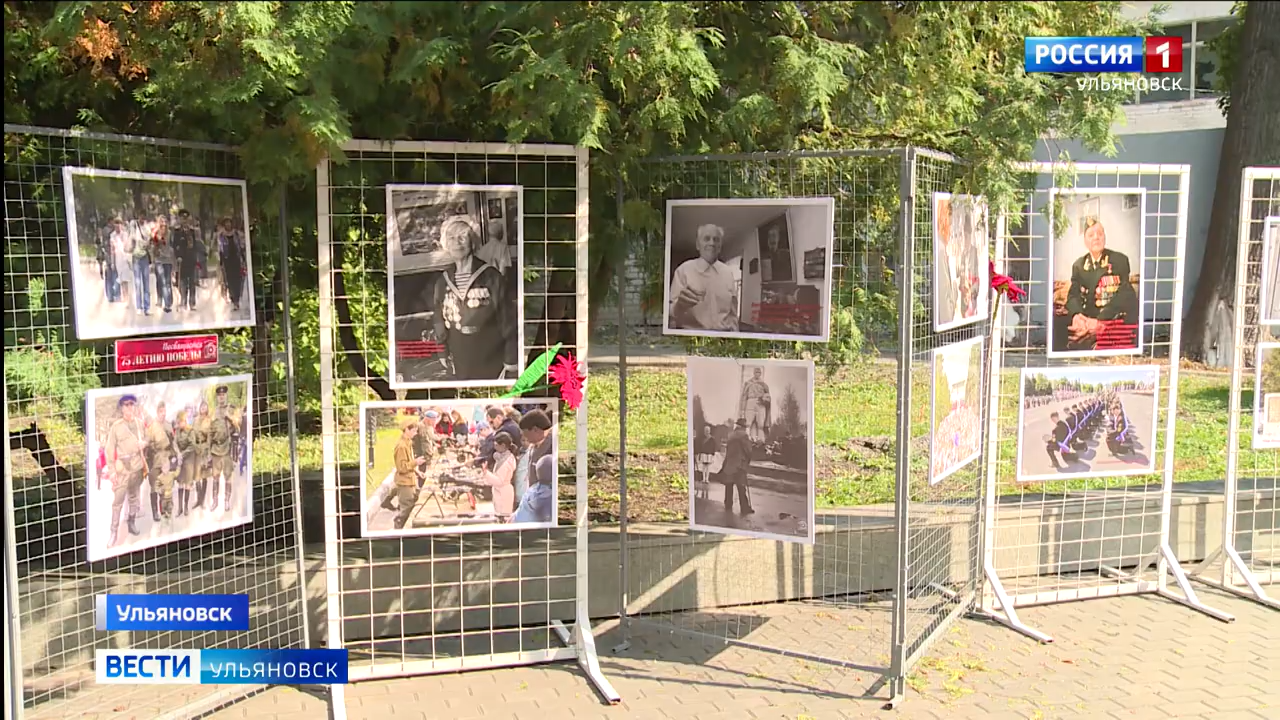 РОССИЯ 1
УЛЬЯНОВСК
Посвящается
75-ЛЕТИЮ ПОБЕДЫ
Ульяновск
ВЕСТИ УЛЬЯНОВСК